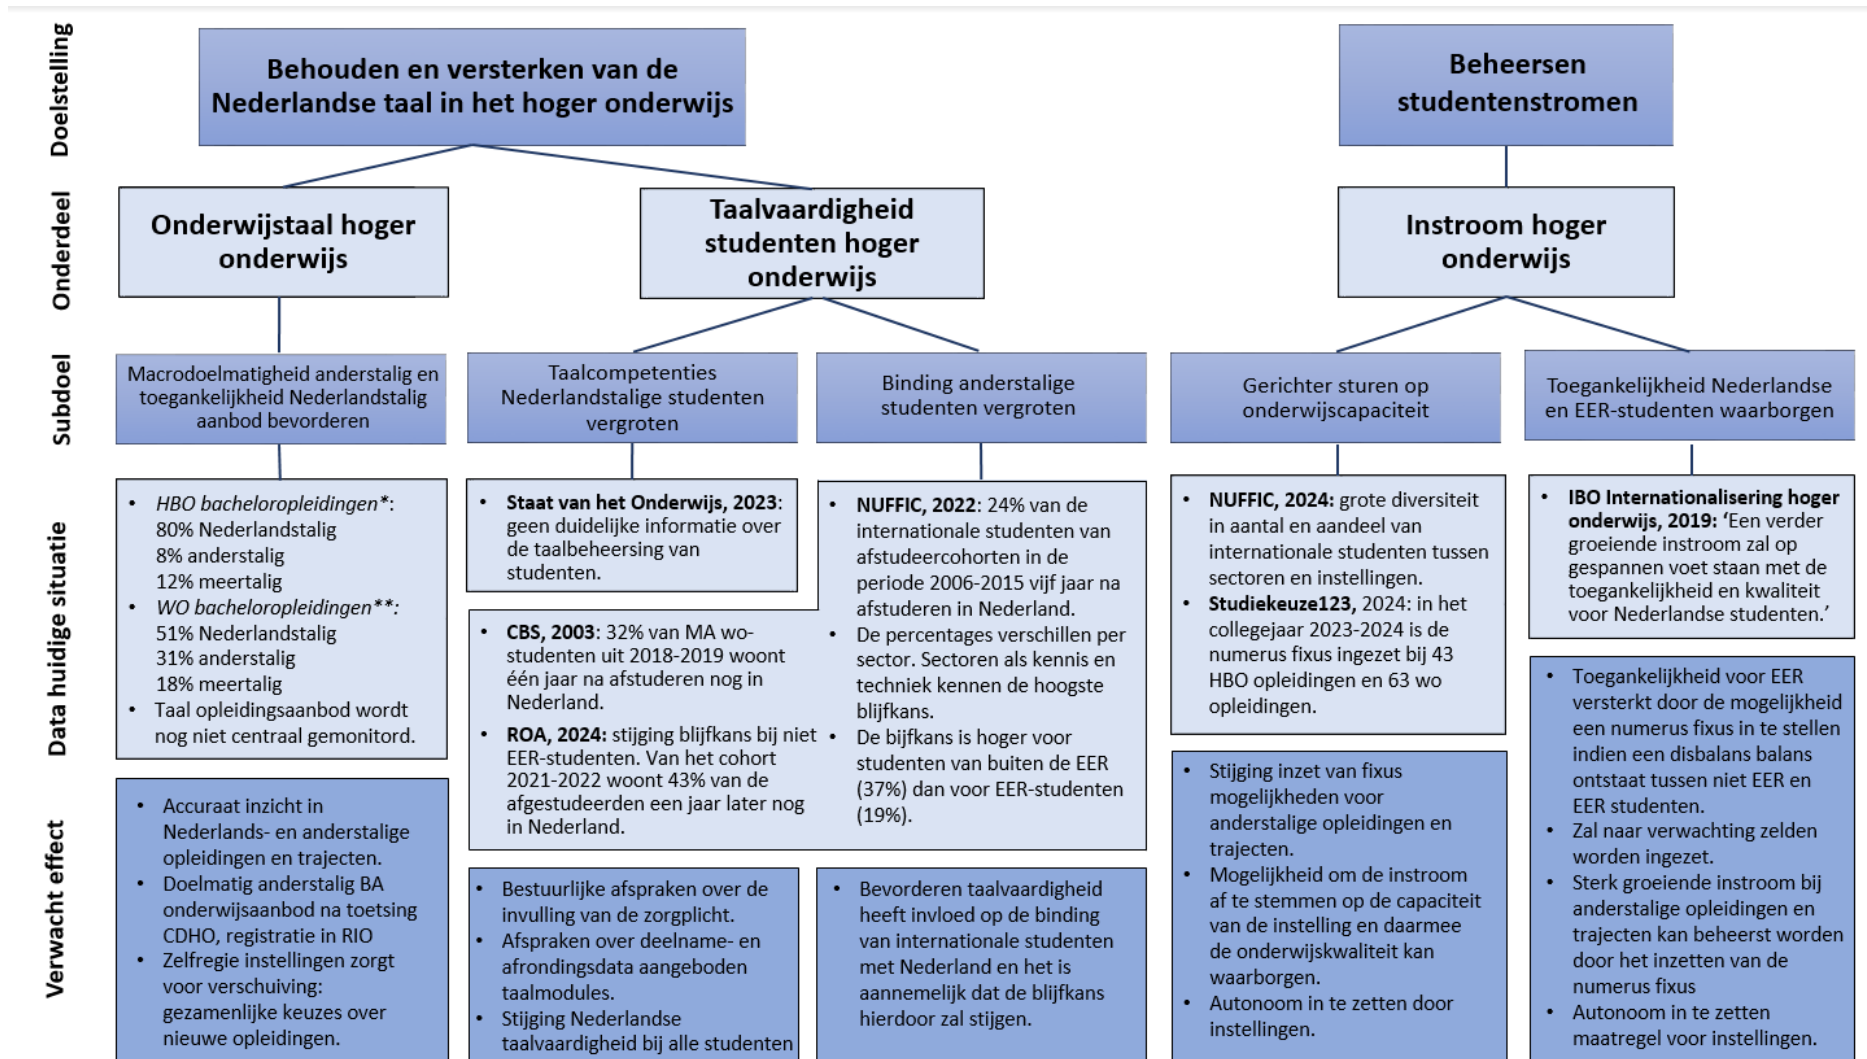 Doelstelling
Behouden en versterken van de
Nederlandse taal in het hoger onderwijs
Beheersen
studentenstromen
Onderdeel
Onderwijstaal hoger
onderwijs
Taalvaardigheid
studenten hoger
onderwijs
Instroom hoger
onderwijs
Subdoel
Macrodoelmatigheid anderstalig en
toegankelijkheid Nederlandstalig
aanbod bevorderen
Taalcompetenties
Nederlandstalige studenten
vergroten
Binding anderstalige
studenten vergroten
Gerichter sturen op
onderwijscapaciteit
Toegankelijkheid Nederlandse
en EER-studenten waarborgen
Data huidige situatie
• HBO bacheloropleidingen*:
80% Nederlandstalig
8% anderstalig
12% meertalig
• WO bacheloropleidingen**:
51% Nederlandstalig
31% anderstalig
18% meertalig
• Taal opleidingsaanbod wordt
nog niet centraal gemonitord.
• Staat van het Onderwijs, 2023:
geen duidelijke informatie over
de taalbeheersing van
studenten.
• CBS, 2003: 32% van MA wo-
studenten uit 2018-2019 woont
één jaar na afstuderen nog in
Nederland.
• ROA, 2024: stijging blijfkans bij niet
EER-studenten. Van het cohort
2021-2022 woont 43% van de
afgestudeerden een jaar later nog
in Nederland.
• NUFFIC, 2022: 24% van de
internationale studenten van
afstudeercohorten in de
periode 2006-2015 vijf jaar na
afstuderen in Nederland.
• De percentages verschillen per
sector. Sectoren als kennis en
techniek kennen de hoogste
blijfkans.
• De bijfkans is hoger voor
studenten van buiten de EER
(37%) dan voor EER-studenten
(19%).
• NUFFIC, 2024: grote diversiteit
in aantal en aandeel van
internationale studenten tussen
sectoren en instellingen.
• Studiekeuze123, 2024: in het
collegejaar 2023-2024 is de
numerus fixus ingezet bij 43
HBO opleidingen en 63 wo
opleidingen.
• IBO Internationalisering hoger
onderwijs, 2019: ‘Een verder
groeiende instroom zal op
gespannen voet staan met de
toegankelijkheid en kwaliteit
voor Nederlandse studenten.’
Verwacht effect
• Accuraat inzicht in
Nederlands- en anderstalige
opleidingen en trajecten.
• Doelmatig anderstalig BA
onderwijsaanbod na toetsing
CDHO, registratie in RIO
• Zelfregie instellingen zorgt
voor verschuiving:
gezamenlijke keuzes over
nieuwe opleidingen.
• Bestuurlijke afspraken over de
invulling van de zorgplicht.
• Afspraken over deelname- en
afrondingsdata aangeboden
taalmodules.
• Stijging Nederlandse
taalvaardigheid bij alle studenten
• Bevorderen taalvaardigheid
heeft invloed op de binding
van internationale studenten
met Nederland en het is
aannemelijk dat de blijfkans
hierdoor zal stijgen.
• Stijging inzet van fixus
mogelijkheden voor
anderstalige opleidingen en
trajecten.
• Mogelijkheid om de instroom
af te stemmen op de capaciteit
van de instelling en daarmee
de onderwijskwaliteit kan
waarborgen.
• Autonoom in te zetten door
instellingen.
• Toegankelijkheid voor EER
versterkt door de mogelijkheid
een numerus fixus in te stellen
indien een disbalans balans
ontstaat tussen niet EER en
EER studenten.
• Zal naar verwachting zelden
worden ingezet.
• Sterk groeiende instroom bij
anderstalige opleidingen en
trajecten kan beheerst worden
door het inzetten van de
numerus fixus
• Autonoom in te zetten
maatregel voor instellingen.